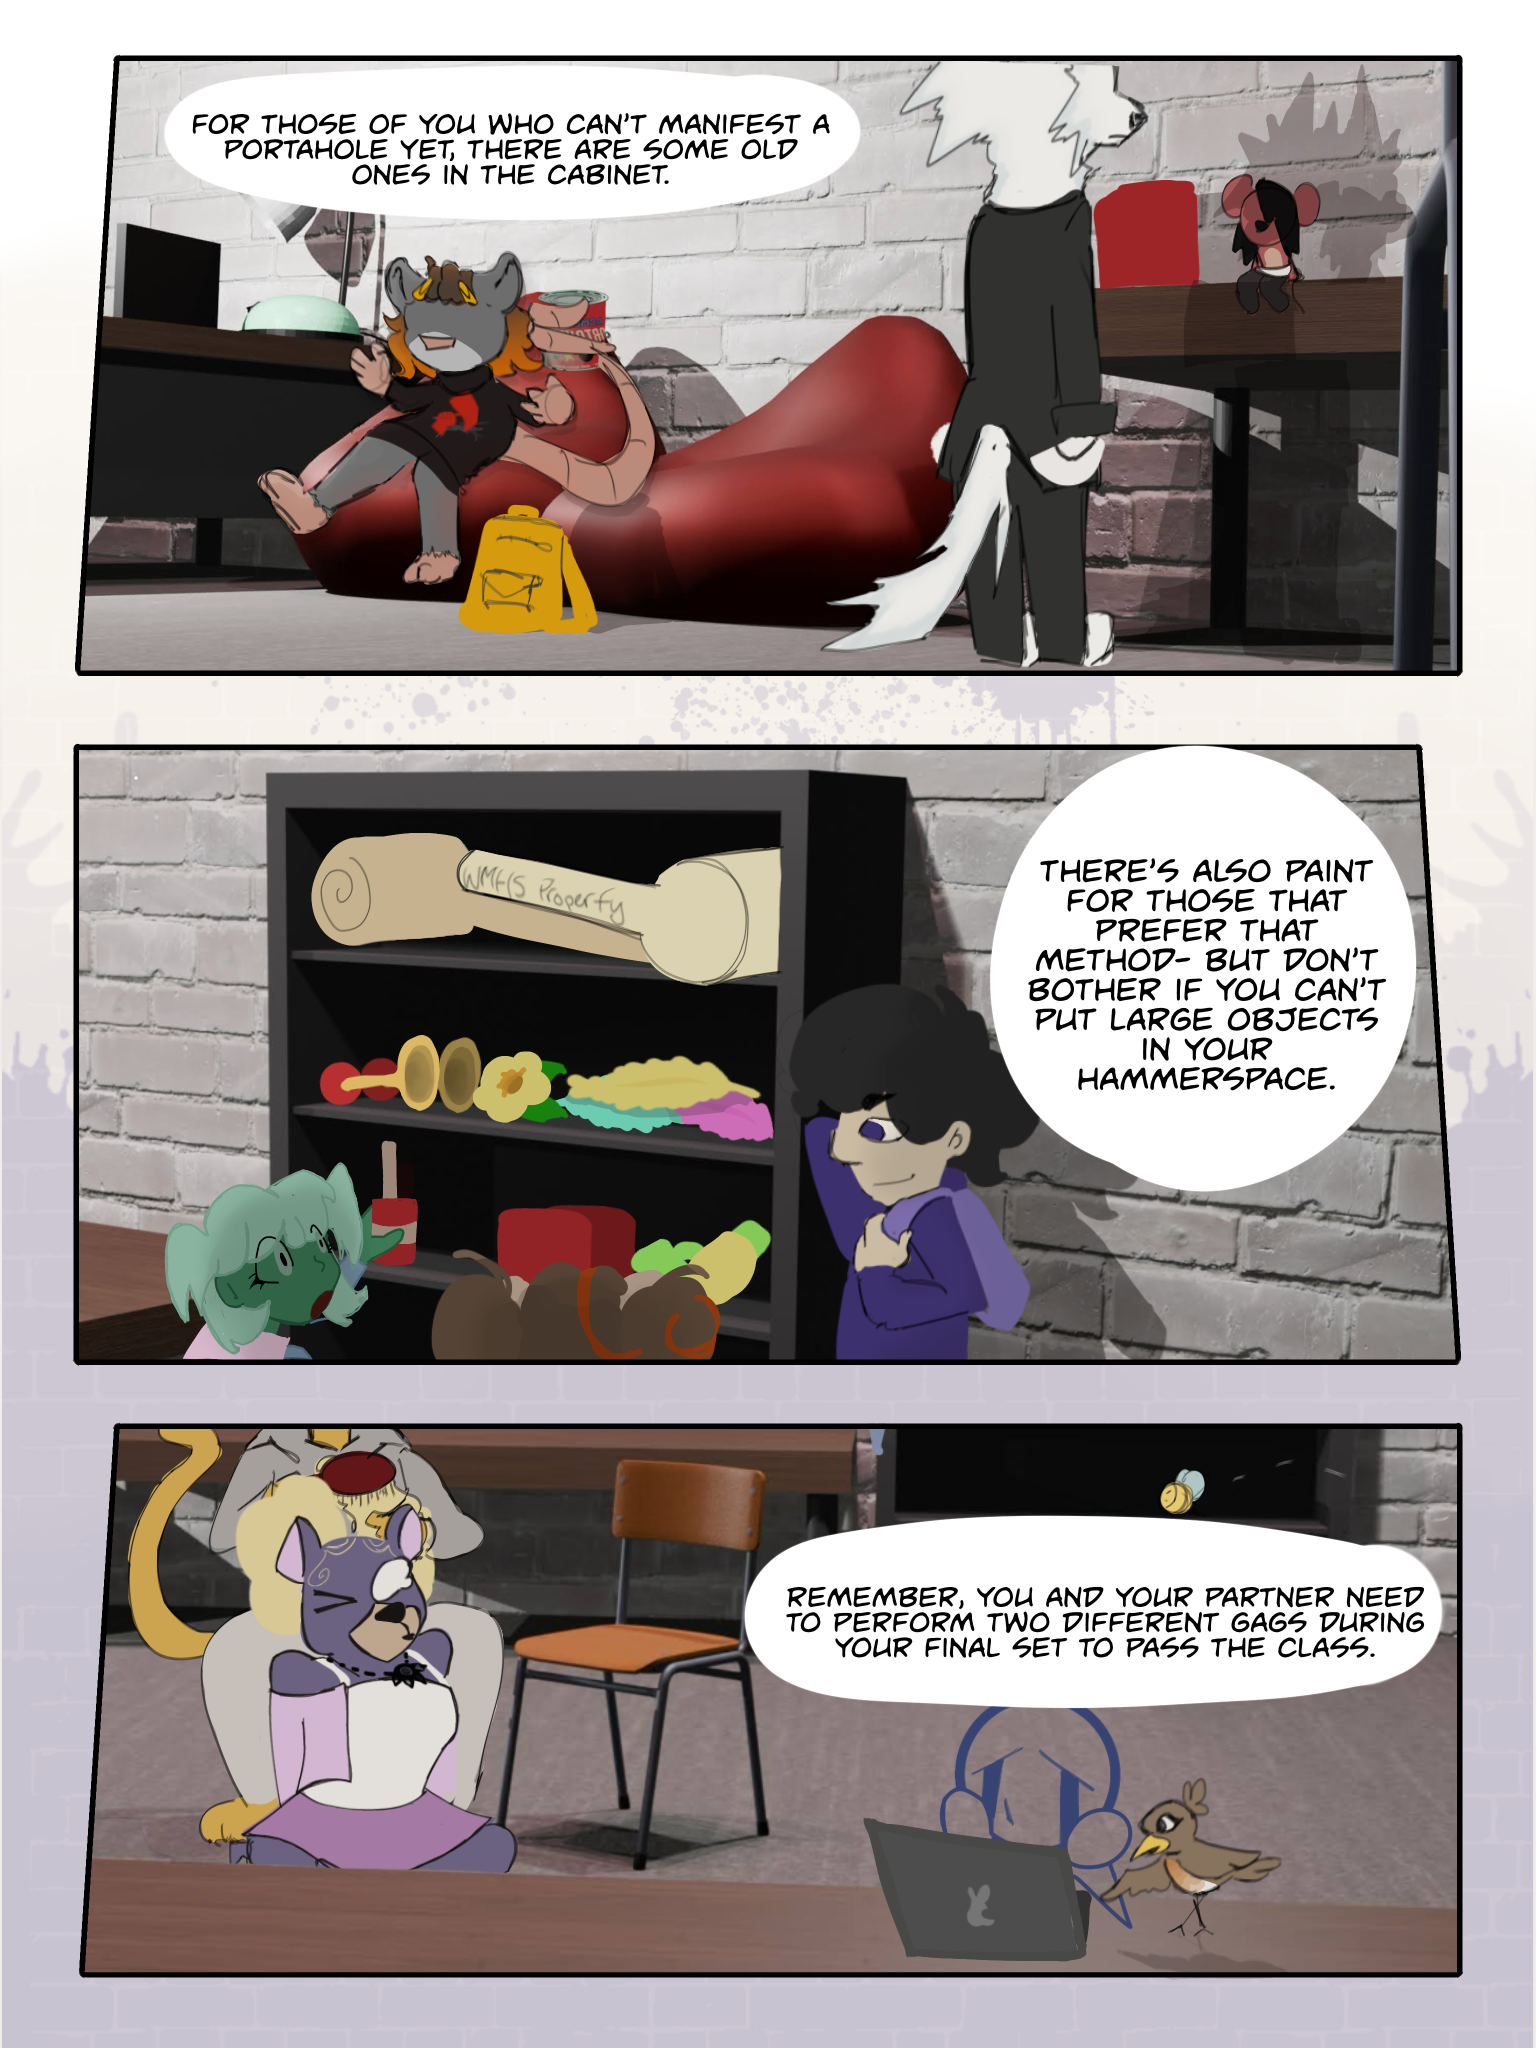 FOR THOSE OF YOU WHO CAN'T MANIFEST A
PORTAHOLE YET, THERE ARE SOME OLD
ONES IN THE CABINET.
THERE'S ALSO PAINT
FOR THOSE THAT
PREFER THAT
METHOD- BUT DON'T
BOTHER IF YOU CAN'T
PUT LARGE OBJECTS
IN YOUR
HAMMERSPACE.
WMHS Property
REMEMBER, YOU AND YOUR PARTNER NEED
TO PERFORM TWO DIFFERENT GAGS DURING
YOUR FINAL SET TO PASS THE CLASS.